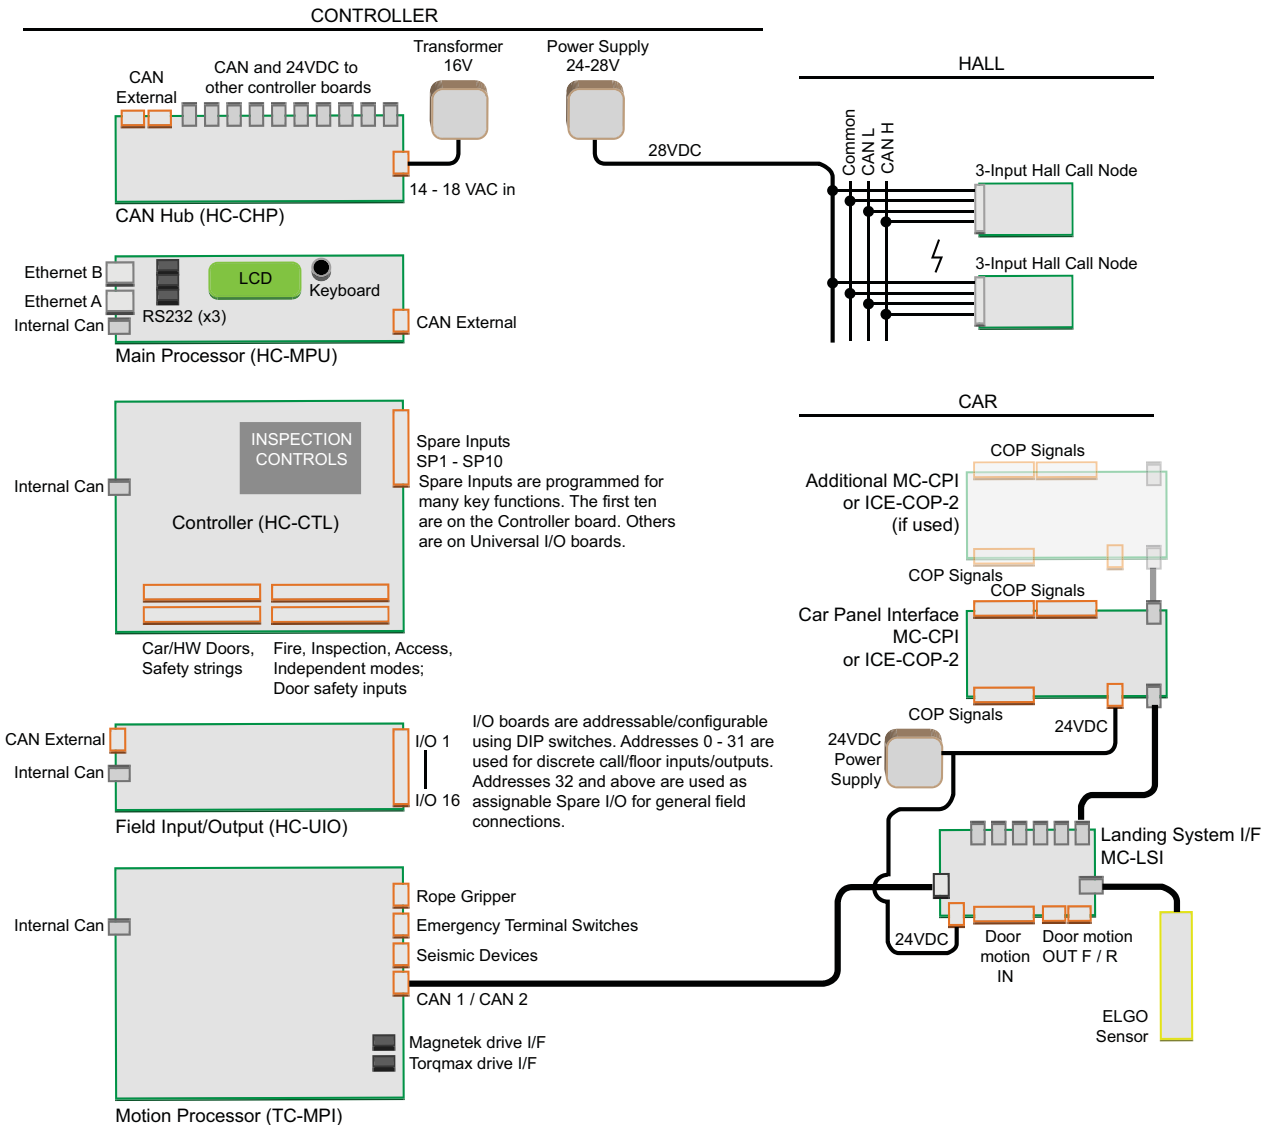 CONTROLLER
Transformer
16V
Power Supply
24-28V
CAN
External
CAN and 24VDC to
other controller boards
14 - 18 VAC in
28VDC
CAN Hub (HC-CHP)
HALL
Common
CAN L
CAN H
3-Input Hall Call Node
3-Input Hall Call Node
Ethernet B
Ethernet A
Internal Can
RS232 (x3)
LCD
Keyboard
CAN External
Main Processor (HC-MPU)
INSPECTION
CONTROLS
Internal Can
Controller (HC-CTL)
Spare Inputs
SP1 - SP10
Spare Inputs are programmed for
many key functions. The first ten
are on the Controller board. Others
are on Universal I/O boards.
Car/HW Doors,
Safety strings
Fire, Inspection, Access,
Independent modes;
Door safety inputs
CAN External
Internal Can
I/O 1
I/O 16
I/O boards are addressable/configurable
using DIP switches. Addresses 0 - 31 are
used for discrete call/floor inputs/outputs.
Addresses 32 and above are used as
assignable Spare I/O for general field
connections.
Field Input/Output (HC-UIO)
Internal Can
Rope Gripper
Emergency Terminal Switches
Seismic Devices
CAN 1 / CAN 2
Magnetek drive I/F
Torqmax drive I/F
Motion Processor (TC-MPI)
CAR
COP Signals
Additional MC-CPI
or ICE-COP-2
(if used)
COP Signals
COP Signals
Car Panel Interface
MC-CPI
or ICE-COP-2
COP Signals
24VDC
24VDC
Power
Supply
Landing System I/F
MC-LSI
24VDC
Door
motion
IN
Door motion
OUT F / R
ELGO
Sensor